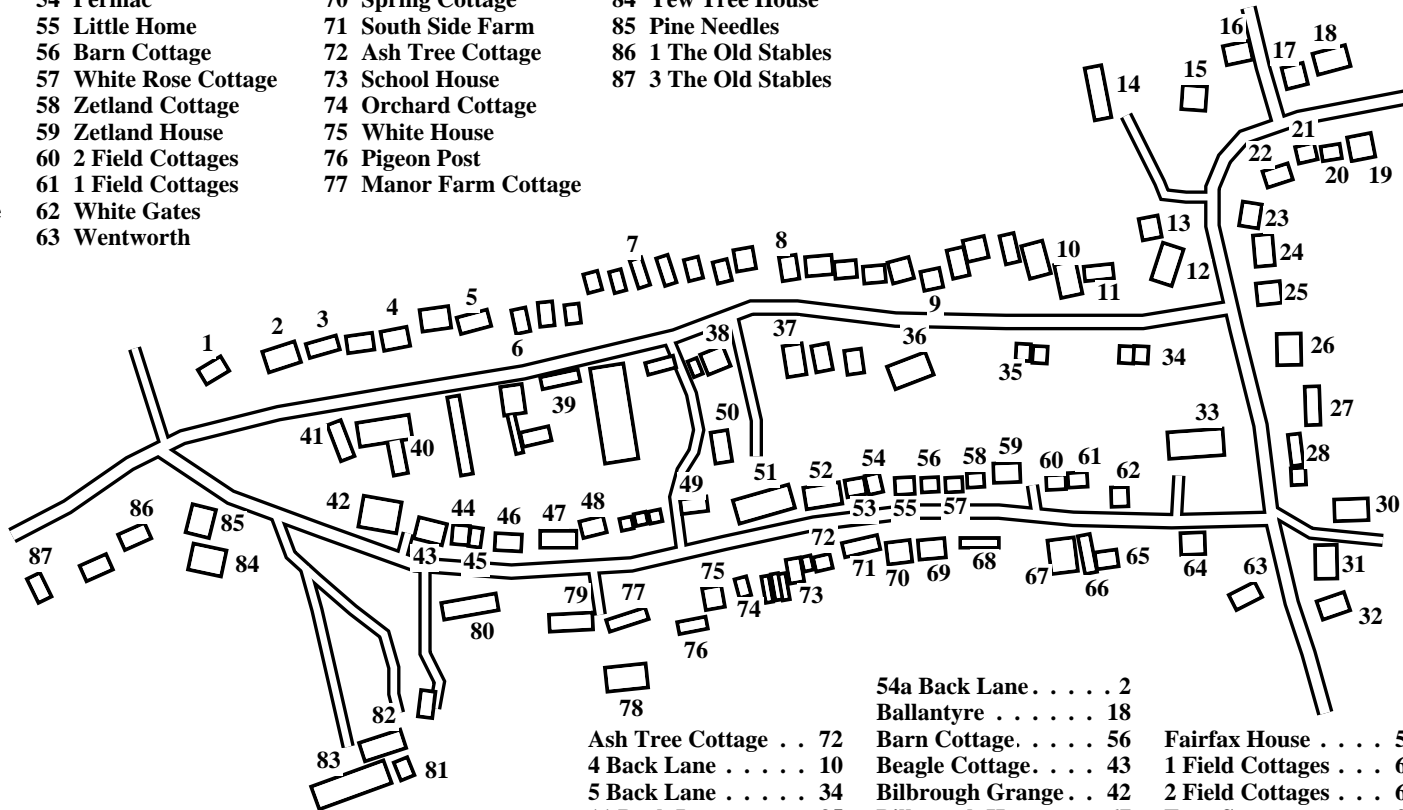 54 Fermac
55 Little Home
56 Barn Cottage
57 White Rose Cottage
58 Zetland Cottage
59 Zetland House
60 2 Field Cottages
61 1 Field Cottages
62 White Gates
63 Wentworth
70 Spring Cottage
71 South Side Farm
72 Ash Tree Cottage
73 School House
74 Orchard Cottage
75 White House
76 Pigeon Post
77 Manor Farm Cottage
84 Yew Tree House
85 Pine Needles
86 1 The Old Stables
87 3 The Old Stables
16
17
18
14
15
21
22
20
19
13
23
7
8
10
24
12
11
25
4
5
3
2
1
6
9
38
37
36
35
34
26
39
27
41
40
50
33
28
49
51
52
54
56
58
59
60
61
62
53
55
57
42
44
48
47
46
43
45
30
86
85
87
84
72
71
70
69
68
67
66
65
64
63
31
32
75
74
73
79
77
76
80
78
82
83
81
Ash Tree Cottage . . 72
4 Back Lane . . . . . 10
5 Back Lane . . . . . 34
54a Back Lane . . . . . 2
Ballantyre . . . . . . 18
Barn Cottage. . . . . 56
Beagle Cottage. . . . 43
Bilbrough Grange . . 42
Fairfax House . . . . 5
1 Field Cottages . . . 6
2 Field Cottages . . . 6